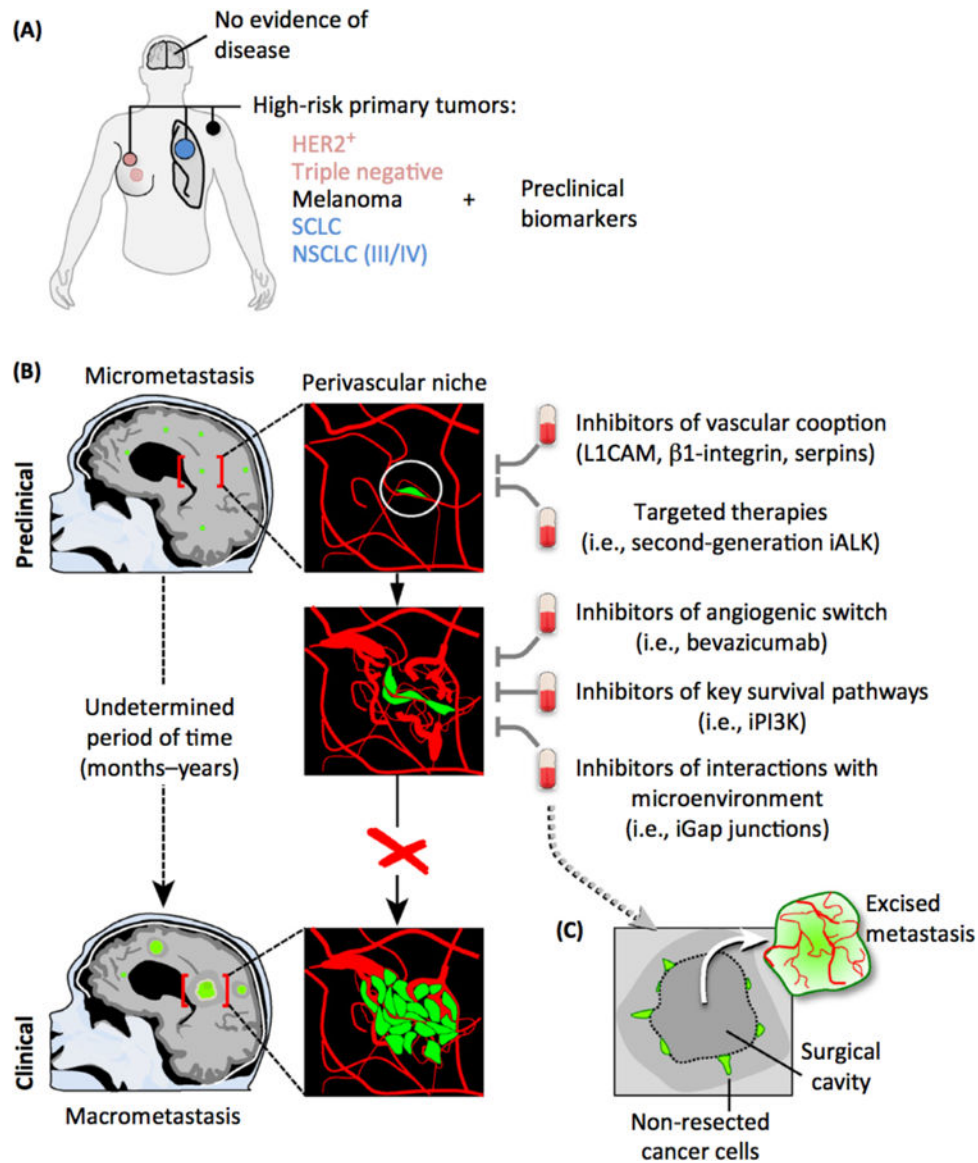 (A)
No evidence of
disease
High-risk primary tumors:
HER2⁺
Triple negative
Melanoma
SCLC
NSCLC (III/IV)
+
Preclinical
biomarkers
(B)
Preclinical
Micrometastasis
Perivascular niche
Inhibitors of vascular cooption
(L1CAM, β1-integrin, serpins)
Targeted therapies
(i.e., second-generation iALK)
Inhibitors of angiogenic switch
(i.e., bevazicumab)
Inhibitors of key survival pathways
(i.e., iPI3K)
Inhibitors of interactions with
microenvironment
(i.e., iGap junctions)
Undetermined
period of time
(months–years)
Clinical
Macrometastasis
(C)
Excised
metastasis
Surgical
cavity
Non-resected
cancer cells